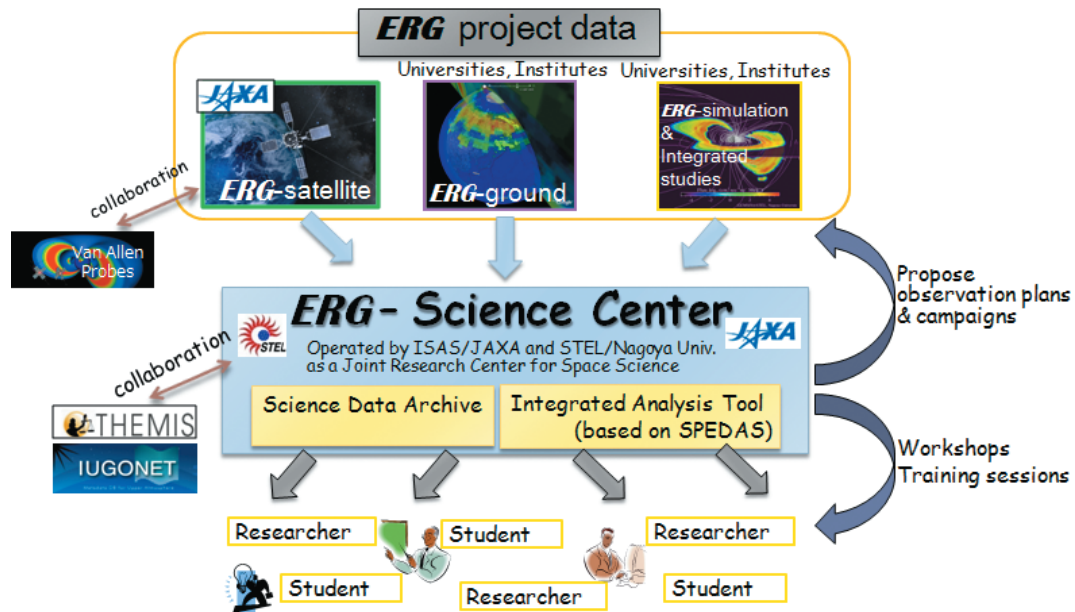 ERG project data
Universities, Institutes
Universities, Institutes
JAXA
ERG-satellite
ERG-ground
ERG-simulation
&
Integrated
studies
collaboration
Van Allen
Probes
Propose
observation plans
& campaigns
ERG - Science Center
STEL
JAXA
Operated by ISAS/JAXA and STEL/Nagoya Univ.
as a Joint Research Center for Space Science
collaboration
Science Data Archive
Integrated Analysis Tool
(based on SPEDAS)
THEMIS
IUGONET
Workshops
Training sessions
Researcher
Student
Researcher
Student
Researcher
Student